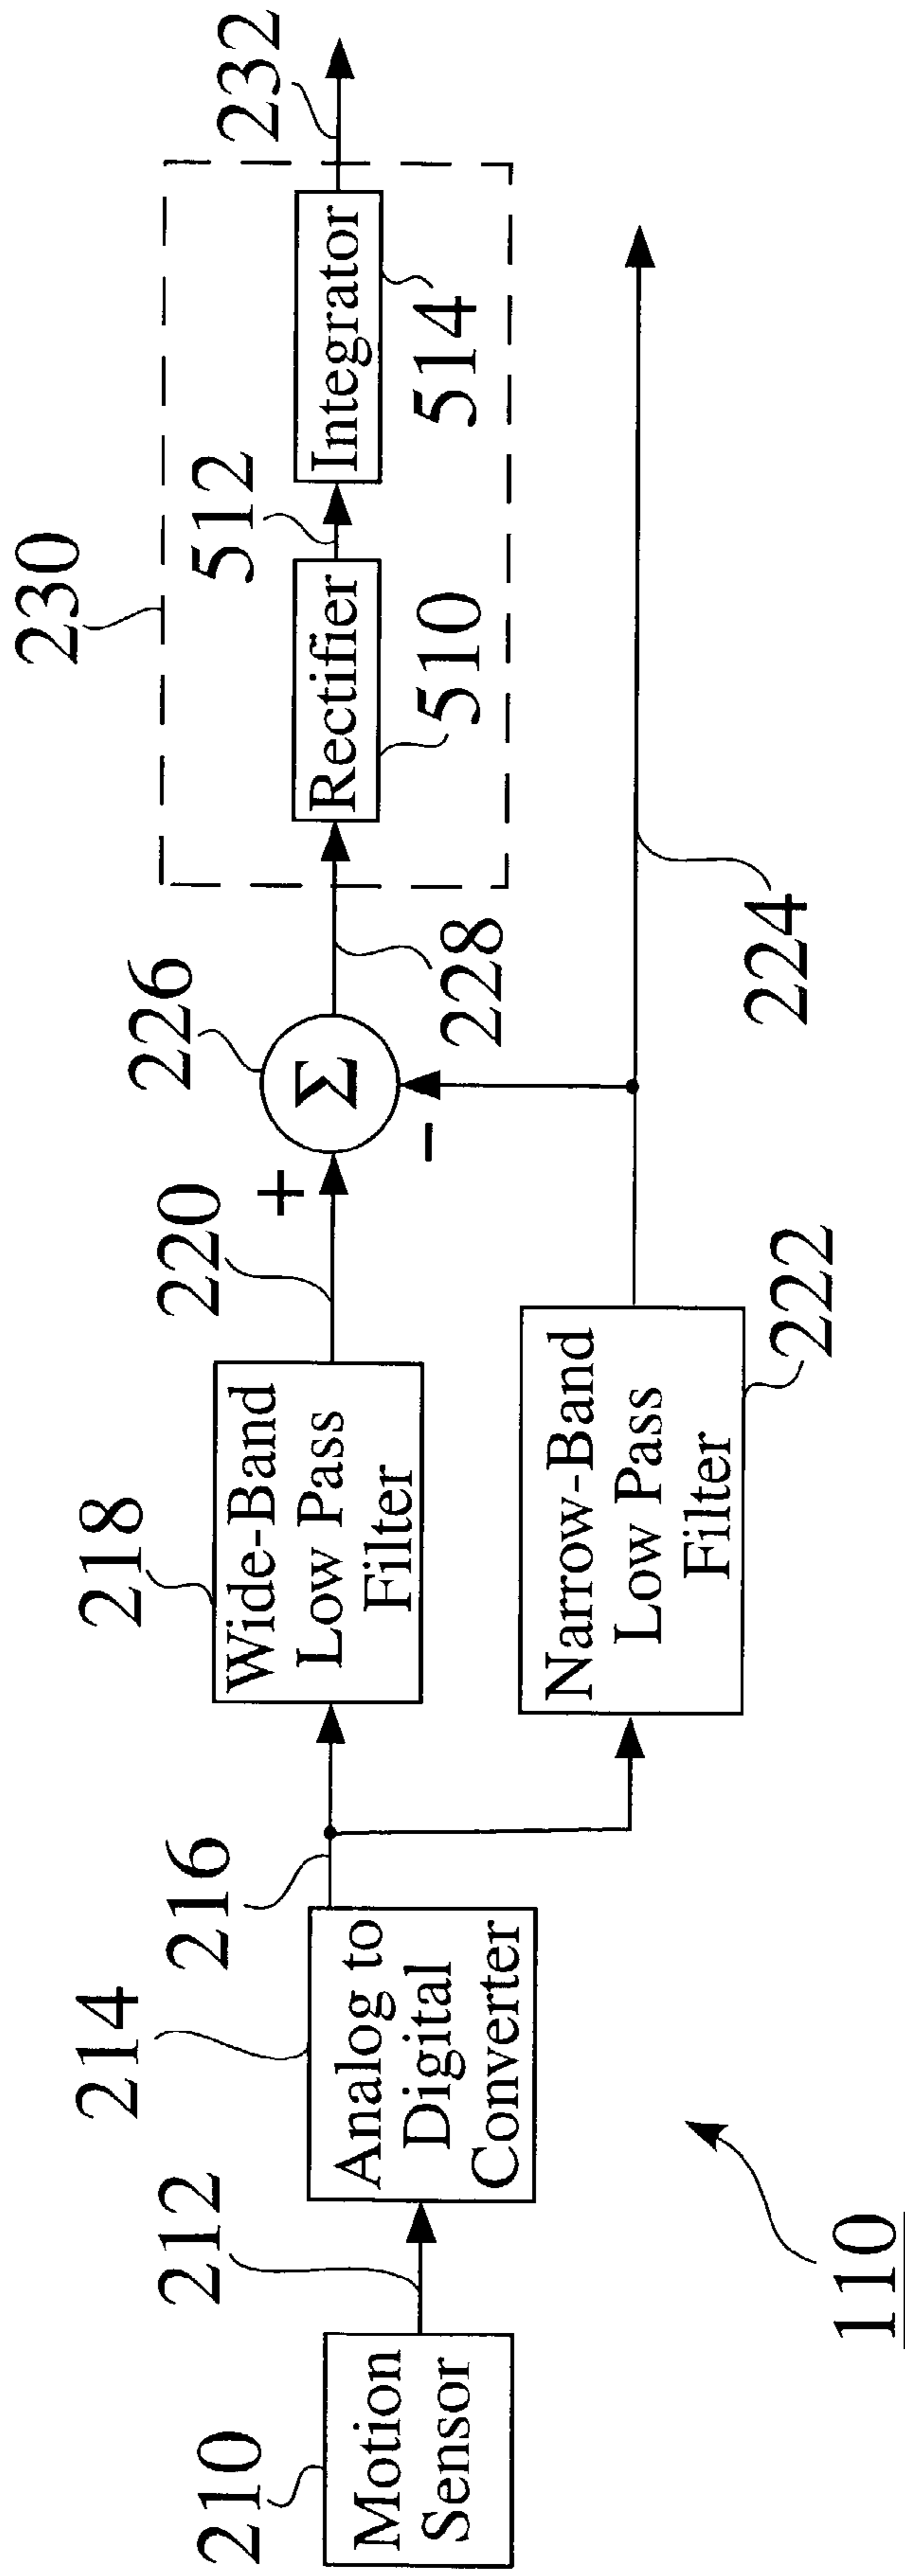 230
232
512
Rectifier
Integrator
510
514
226
Σ
228
+
-
220
224
218
Wide-Band
Low Pass
Filter
Narrow-Band
Low Pass
Filter
222
216
214
Analog to
Digital
Converter
212
210
Motion
Sensor
110